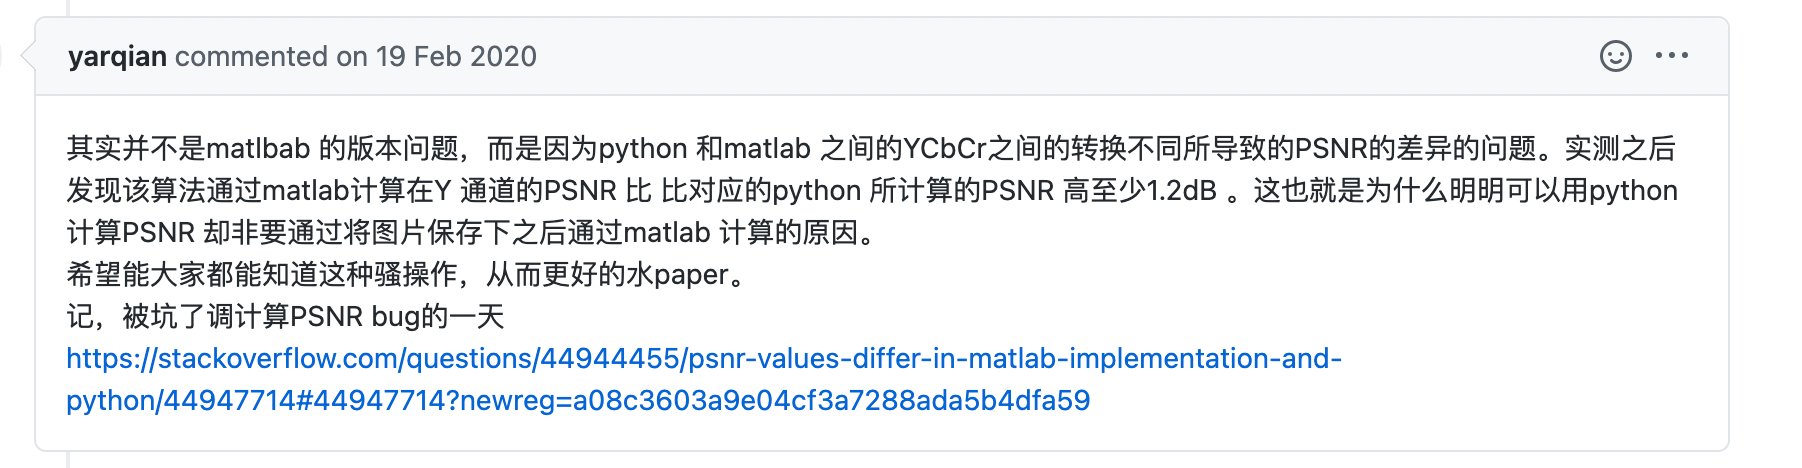 yarqian commented on 19 Feb 2020
其实并不是matlbab 的版本问题，而是因为python 和matlab 之间的YCbCr之间的转换不同所导致的PSNR的差异的问题。实测之后
发现该算法通过matlab计算在Y 通道的PSNR 比 比对应的python 所计算的PSNR 高至少1.2dB 。这也就是为什么明明可以用python
计算PSNR 却非要通过将图片保存下之后通过matlab 计算的原因。
希望能大家都能知道这种骚操作，从而更好的水paper。
记，被坑了调计算PSNR bug的一天
https://stackoverflow.com/questions/44944455/psnr-values-differ-in-matlab-implementation-and-
python/44947714#44947714?newreg=a08c3603a9e04cf3a7288ada5b4dfa59